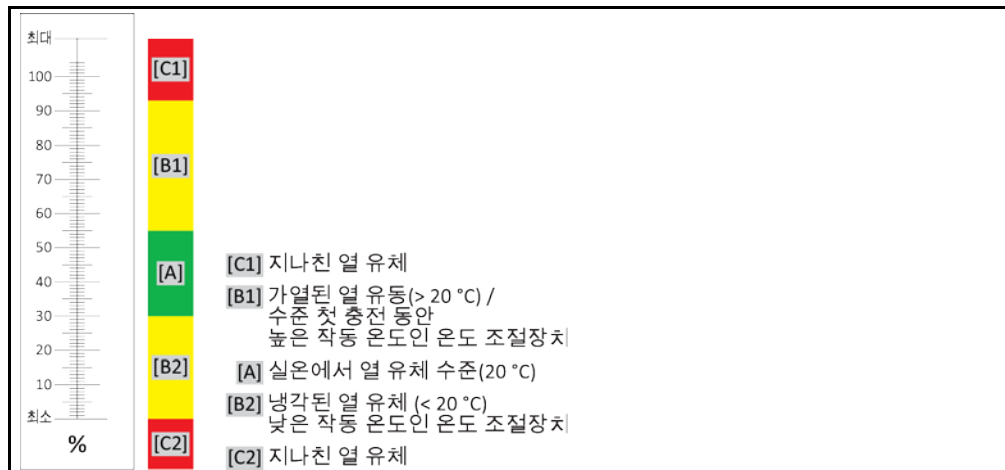 최대
100
90
80
70
60
50
40
30
20
10
최소
%
[C1]
[B1]
[A]
[B2]
[C2]
[C1] 지나친 열 유체
[B1] 가열된 열 유동(> 20 °C) /
수준 첫 충전 동안
높은 작동 온도인 온도 조절장치
[A] 실온에서 열 유체 수준(20 °C)
[B2] 냉각된 열 유체 (< 20 °C)
낮은 작동 온도인 온도 조절장치
[C2] 지나친 열 유체